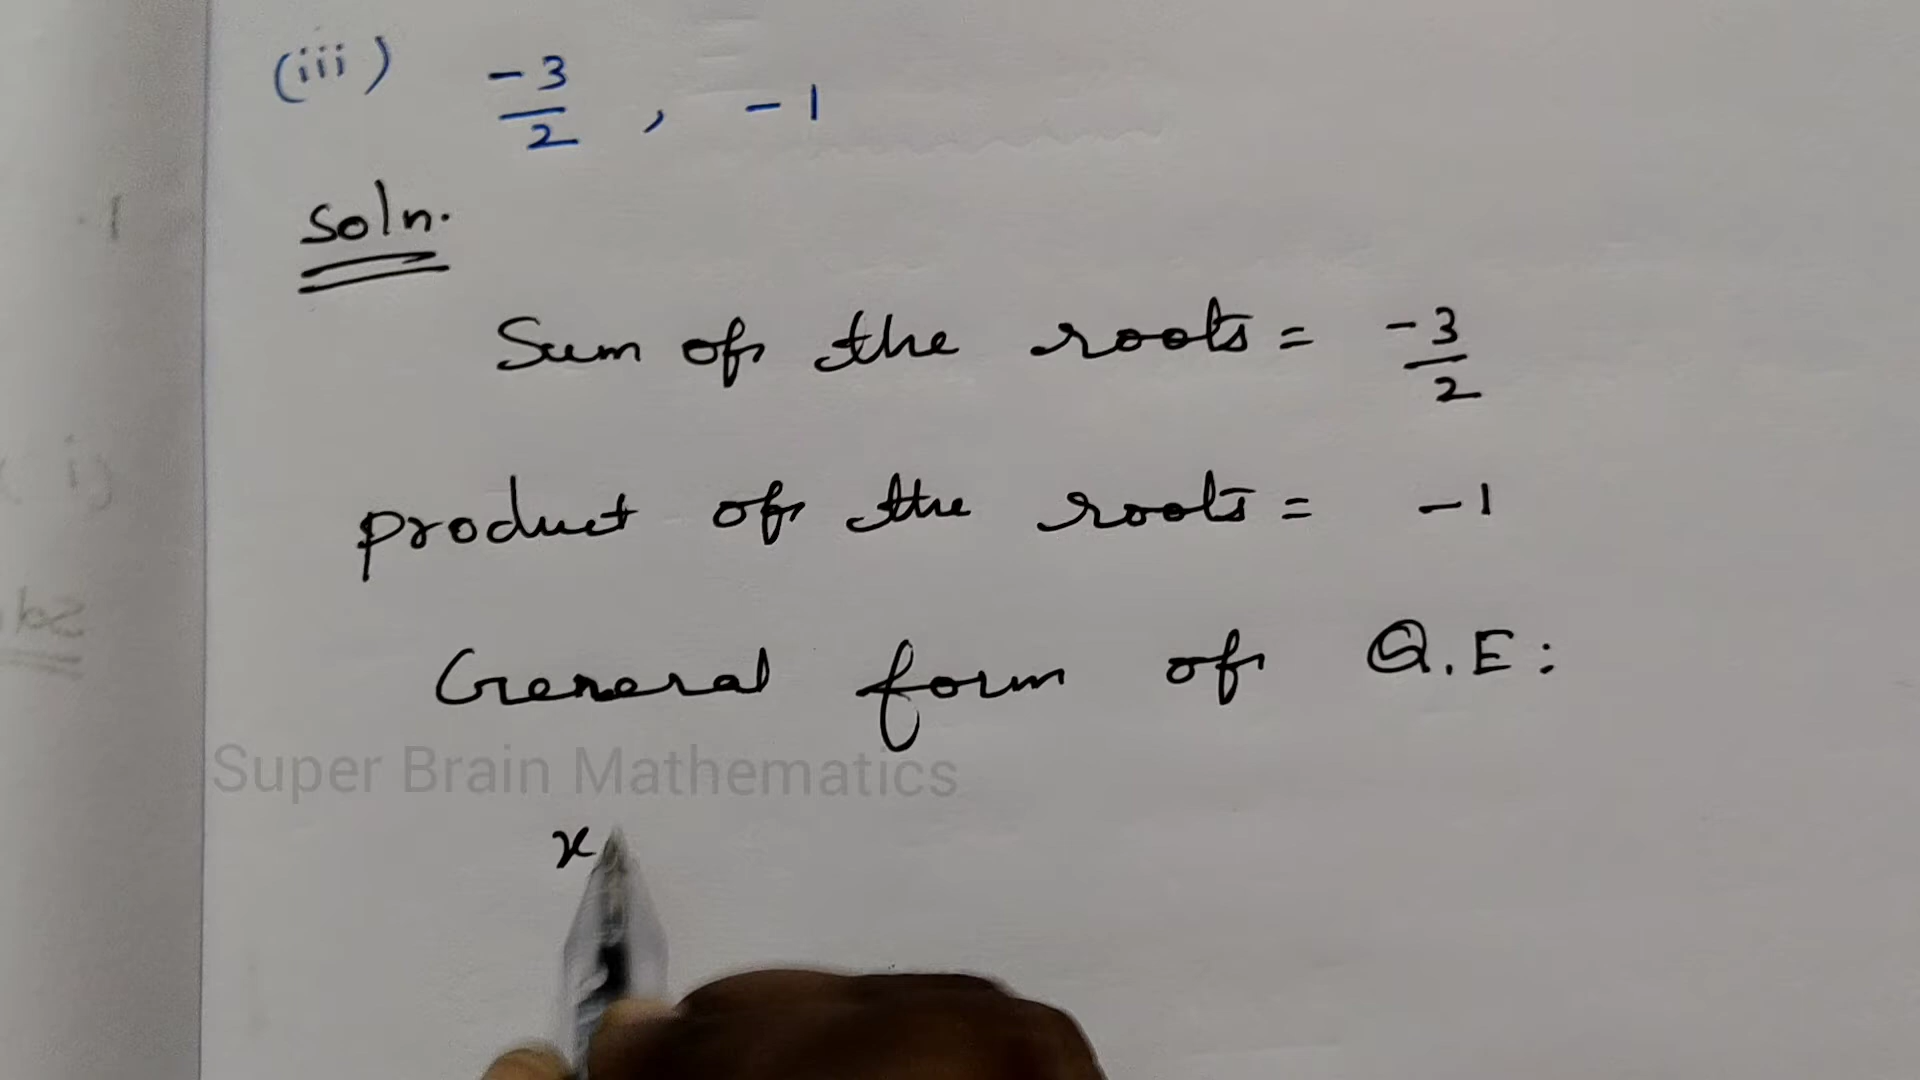 (iii) -3/2 , -1
Soln.
Sum of the roots = -3/2
product of the roots = -1
General form of Q.E:
Super Brain Mathematics
x